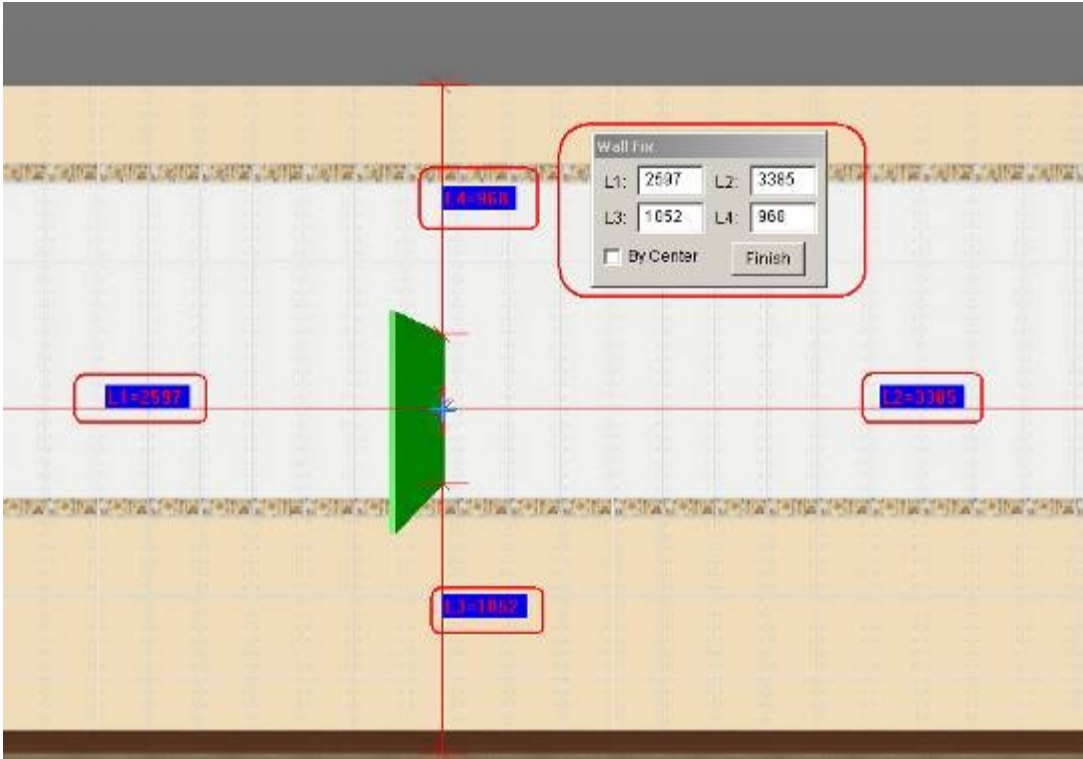 Wall Fix
L1: 2597 L2: 3385
L3: 1052 L4: 968
By Center Finish
L4=968
L1=2597
L2=3385
L3=1052